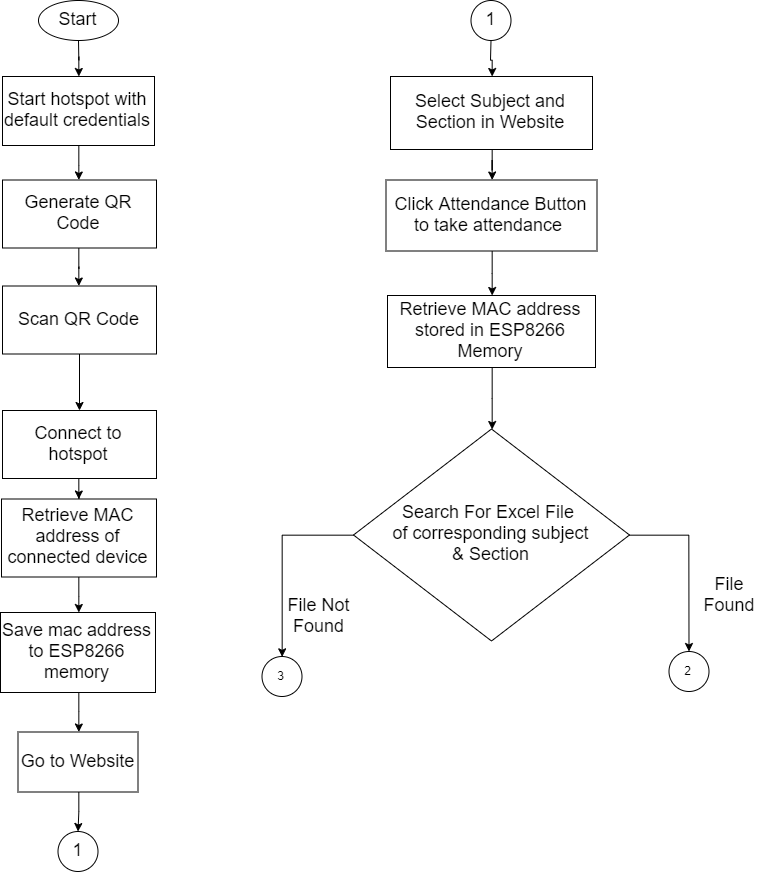 Start
Start hotspot with
default credentials
Generate QR
Code
Scan QR Code
Connect to
hotspot
Retrieve MAC
address of
connected device
Save mac address
to ESP8266
memory
Go to Website
1
1
Select Subject and
Section in Website
Click Attendance Button
to take attendance
Retrieve MAC address
stored in ESP8266
Memory
Search For Excel File
of corresponding subject
& Section
File Not
Found
3
File
Found
2